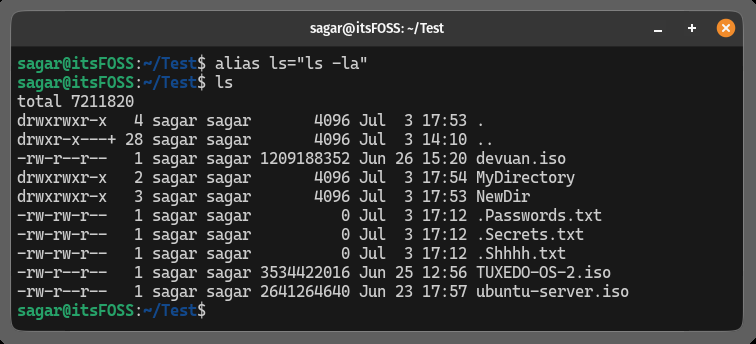 sagar@itsFOSS: ~/Test
sagar@itsFOSS:~/Test$ alias ls="ls -la"
sagar@itsFOSS:~/Test$ ls
total 7211820
drwxrwxr-x   4 sagar sagar       4096 Jul  3 17:53 .
drwxr-x---+ 28 sagar sagar       4096 Jul  3 14:10 ..
-rw-r--r--   1 sagar sagar 1209188352 Jun 26 15:20 devuan.iso
drwxrwxr-x   2 sagar sagar       4096 Jul  3 17:54 MyDirectory
drwxrwxr-x   3 sagar sagar       4096 Jul  3 17:53 NewDir
-rw-rw-r--   1 sagar sagar          0 Jul  3 17:12 .Passwords.txt
-rw-rw-r--   1 sagar sagar          0 Jul  3 17:12 .Secrets.txt
-rw-rw-r--   1 sagar sagar          0 Jul  3 17:12 .Shhhh.txt
-rw-r--r--   1 sagar sagar 3534422016 Jun 25 12:56 TUXEDO-OS-2.iso
-rw-r--r--   1 sagar sagar 2641264640 Jun 23 17:57 ubuntu-server.iso
sagar@itsFOSS:~/Test$